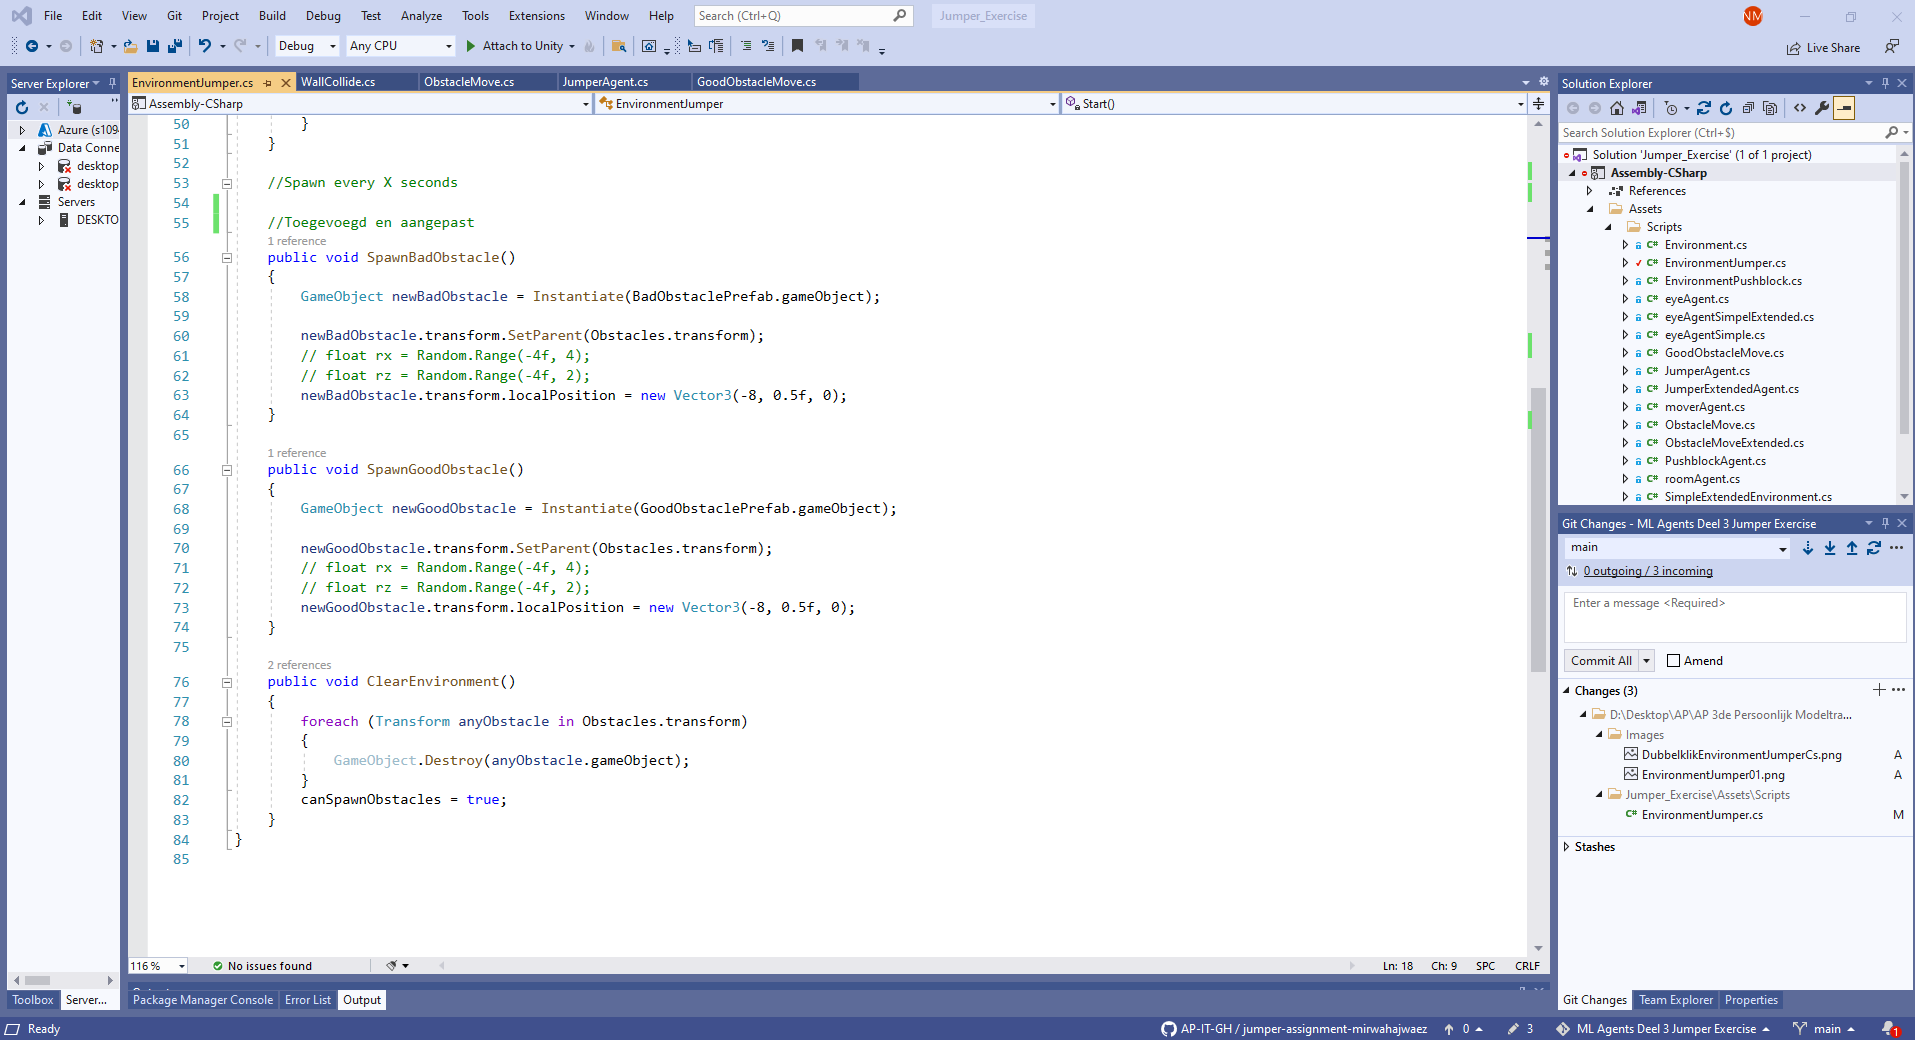 File Edit View Git Project Build Debug Test Analyze Tools Extensions Window Help Search (Ctrl+Q) Jumper_Exercise NM
Debug Any CPU Attach to Unity Live Share
Server Explorer
Azure (s109
Data Conne
desktop
desktop
Servers
DESKTO
Toolbox Server...
EnvironmentJumper.cs WallCollide.cs ObstacleMove.cs JumperAgent.cs GoodObstacleMove.cs
Assembly-CSharp EnvironmentJumper Start()
50 }
51 }
52
53 //Spawn every X seconds
54
55 //Toegevoegd en aangepast
1 reference
56 public void SpawnBadObstacle()
57 {
58 GameObject newBadObstacle = Instantiate(BadObstaclePrefab.gameObject);
59
60 newBadObstacle.transform.SetParent(Obstacles.transform);
61 // float rx = Random.Range(-4f, 4);
62 // float rz = Random.Range(-4f, 2);
63 newBadObstacle.transform.localPosition = new Vector3(-8, 0.5f, 0);
64 }
65
1 reference
66 public void SpawnGoodObstacle()
67 {
68 GameObject newGoodObstacle = Instantiate(GoodObstaclePrefab.gameObject);
69
70 newGoodObstacle.transform.SetParent(Obstacles.transform);
71 // float rx = Random.Range(-4f, 4);
72 // float rz = Random.Range(-4f, 2);
73 newGoodObstacle.transform.localPosition = new Vector3(-8, 0.5f, 0);
74 }
75
2 references
76 public void ClearEnvironment()
77 {
78 foreach (Transform anyObstacle in Obstacles.transform)
79 {
80 GameObject.Destroy(anyObstacle.gameObject);
81 }
82 canSpawnObstacles = true;
83 }
84 }
85
116 % No issues found Ln: 18 Ch: 9 SPC CRLF
Package Manager Console Error List Output
Solution Explorer
Search Solution Explorer (Ctrl+$)
Solution 'Jumper_Exercise' (1 of 1 project)
Assembly-CSharp
References
Assets
Scripts
C# Environment.cs
C# EnvironmentJumper.cs
C# EnvironmentPushblock.cs
C# eyeAgent.cs
C# eyeAgentSimpelExtended.cs
C# eyeAgentSimple.cs
C# GoodObstacleMove.cs
C# JumperAgent.cs
C# JumperExtendedAgent.cs
C# moverAgent.cs
C# ObstacleMove.cs
C# ObstacleMoveExtended.cs
C# PushblockAgent.cs
C# roomAgent.cs
C# SimpleExtendedEnvironment.cs
Git Changes - ML Agents Deel 3 Jumper Exercise
main
0 outgoing / 3 incoming
Enter a message <Required>
Commit All Amend
Changes (3)
D:\Desktop\AP\AP 3de Persoonlijk Modeltra...
Images
DubbelklikEnvironmentJumperCs.png A
EnvironmentJumper01.png A
Jumper_Exercise\Assets\Scripts
C# EnvironmentJumper.cs M
Stashes
Git Changes Team Explorer Properties
Ready AP-IT-GH / jumper-assignment-mirwahajwaez 0 3 ML Agents Deel 3 Jumper Exercise main 1